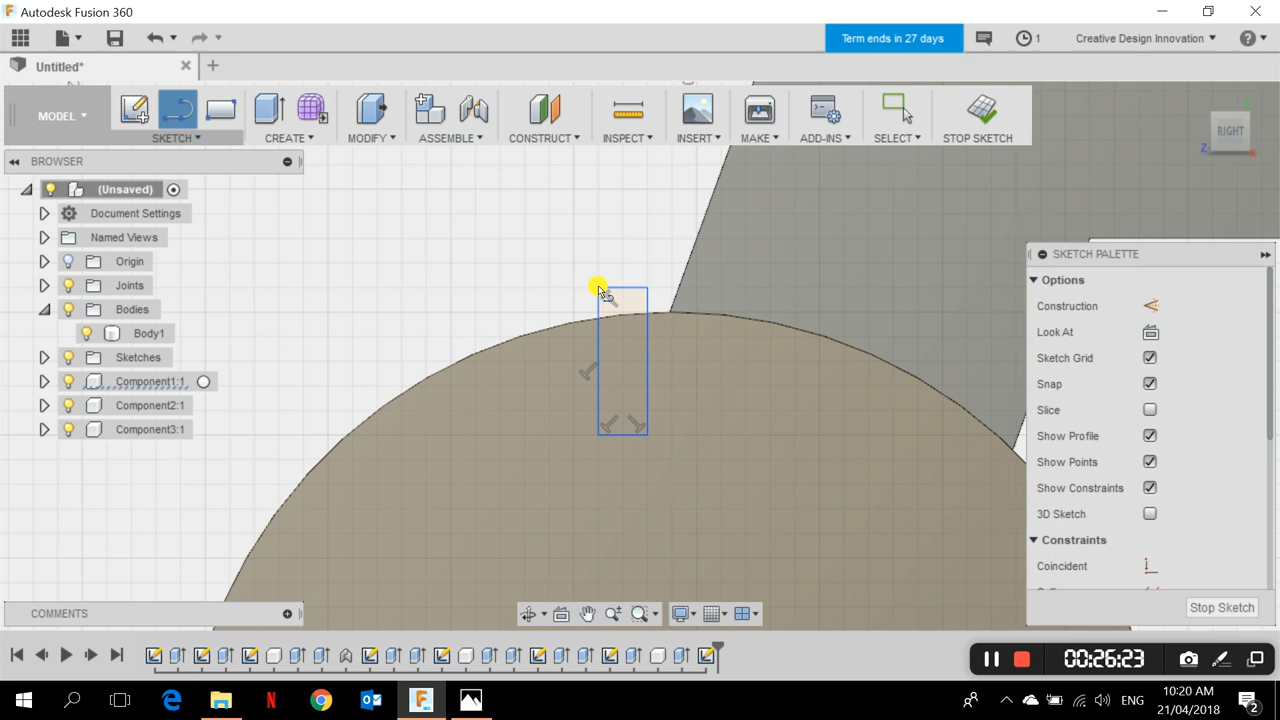 Autodesk Fusion 360
Term ends in 27 days
1
Creative Design Innovation
Untitled*
MODEL
SKETCH
CREATE
MODIFY
ASSEMBLE
CONSTRUCT
INSPECT
INSERT
MAKE
ADD-INS
SELECT
STOP SKETCH
RIGHT
Z
X
BROWSER
(Unsaved)
Document Settings
Named Views
Origin
Joints
Bodies
Body1
Sketches
Component1:1
Component2:1
Component3:1
SKETCH PALETTE
Options
Construction
Look At
Sketch Grid
Snap
Slice
Show Profile
Show Points
Show Constraints
3D Sketch
Constraints
Coincident
Stop Sketch
COMMENTS
00:26:23
ENG
10:20 AM
21/04/2018
2